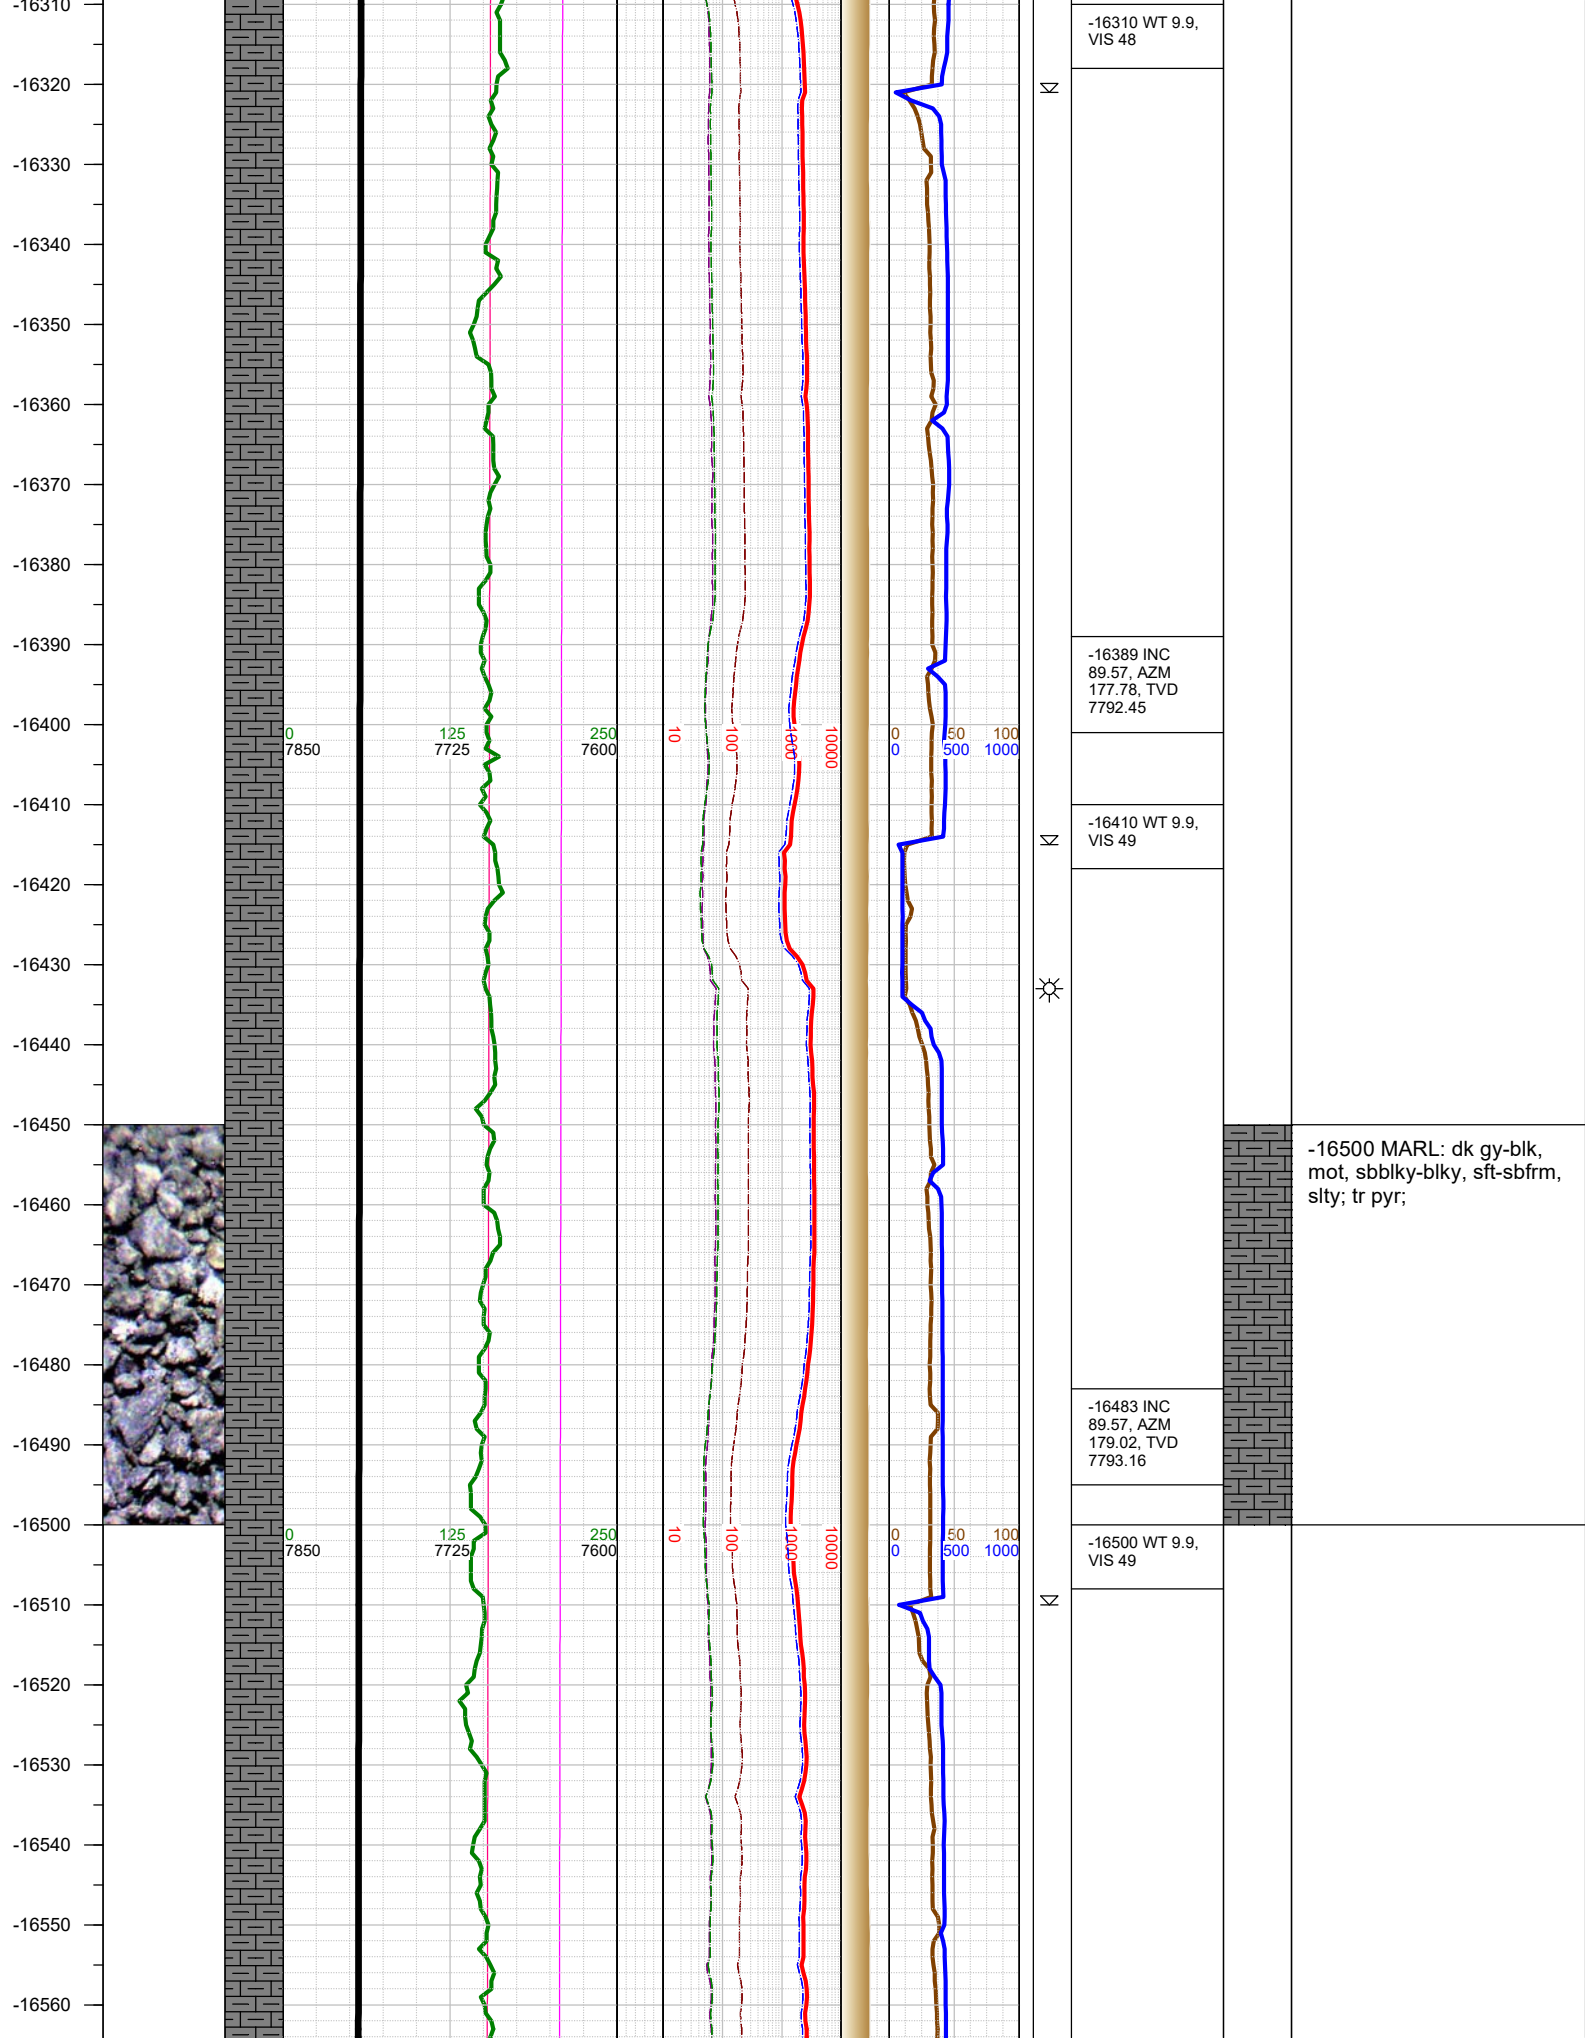 -16310
-16310 WT 9.9,
VIS 48
-16320
-16330
-16340
-16350
-16360
-16370
-16380
-16390
-16389 INC
89.57, AZM
177.78, TVD
7792.45
-16400
0 125 250 10 100 1000 10000 0 50 100
7850 7725 7600 0 500 1000
-16410
-16410 WT 9.9,
VIS 49
-16420
-16430
-16440
-16450
-16500 MARL: dk gy-blk,
mot, sbblky-blky, sft-sbfrm,
slty; tr pyr;
-16460
-16470
-16480
-16483 INC
89.57, AZM
179.02, TVD
7793.16
-16490
-16500
0 125 250 10 100 1000 10000 0 50 100
7850 7725 7600 0 500 1000
-16500 WT 9.9,
VIS 49
-16510
-16520
-16530
-16540
-16550
-16560